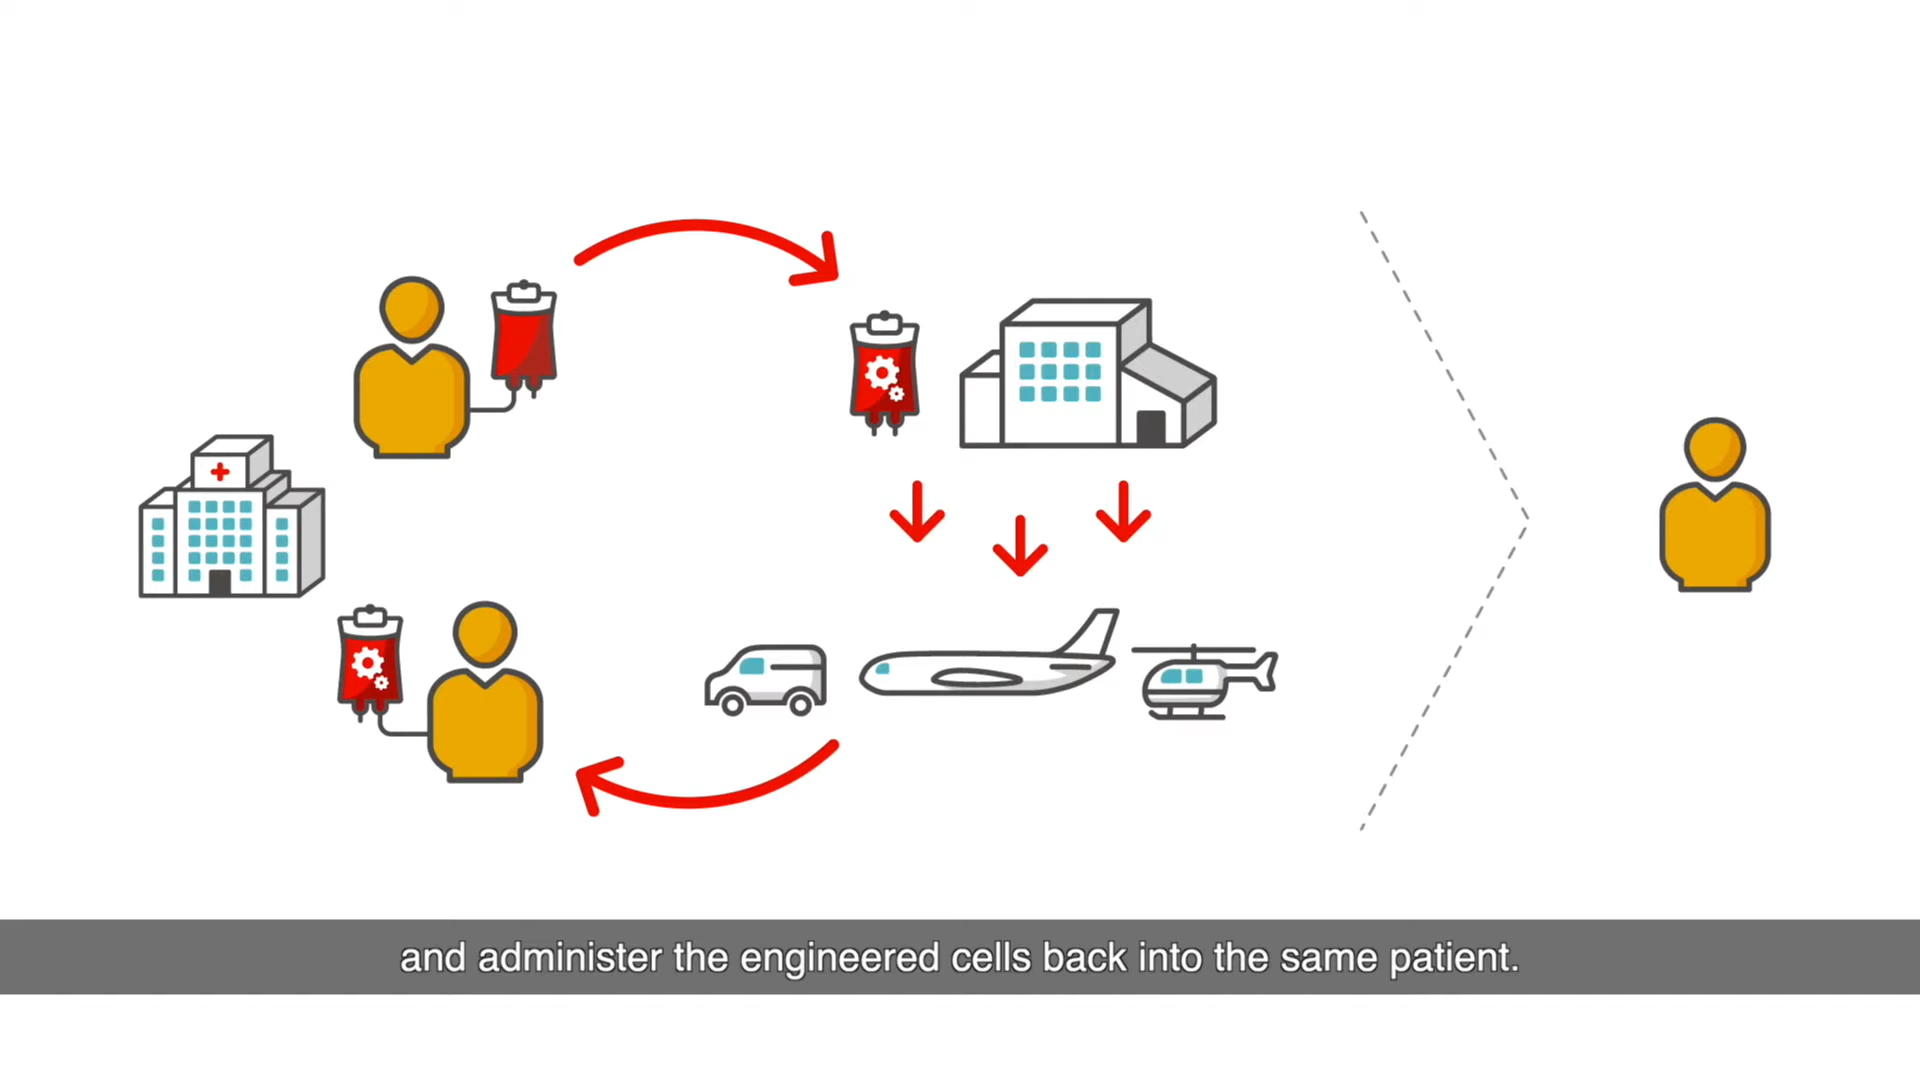 and administer the engineered cells back into the same patient.